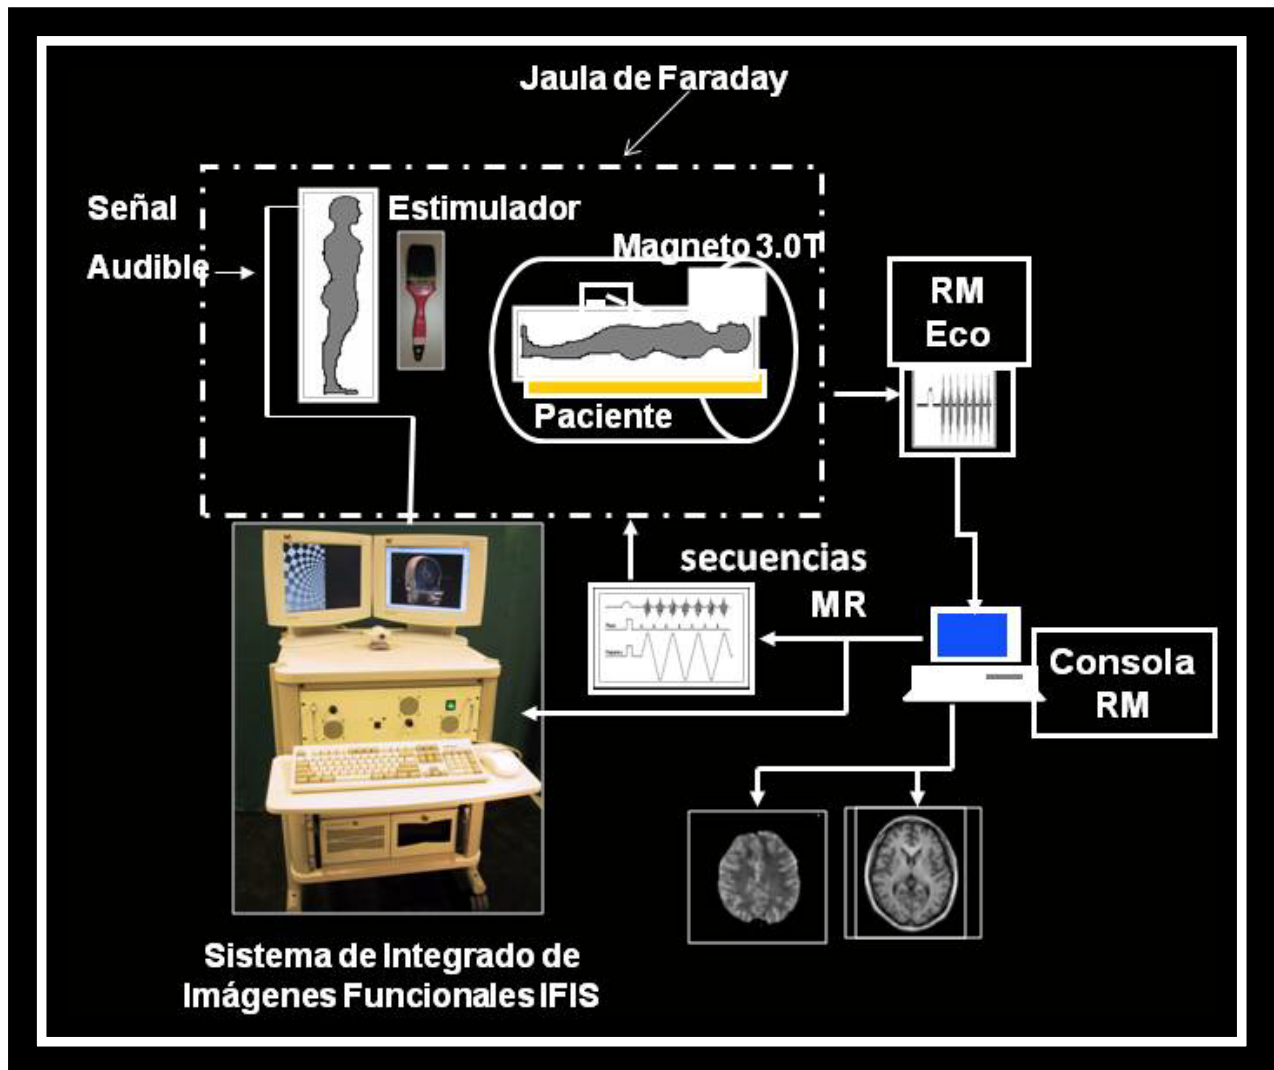 Jaula de Faraday
Señal
Audible
Estimulador
Magneto 3.0T
Paciente
RM
Eco
secuencias
MR
Consola
RM
Sistema de Integrado de
Imágenes Funcionales IFIS